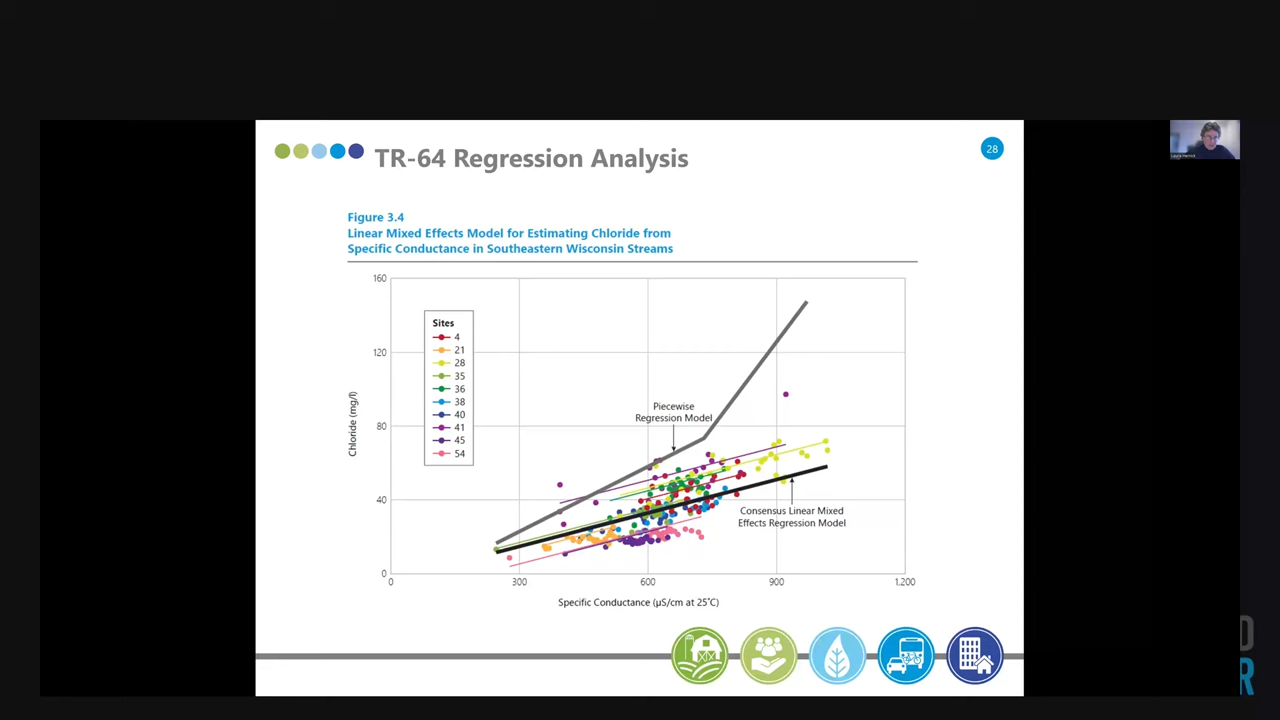 TR-64 Regression Analysis
28
Figure 3.4
Linear Mixed Effects Model for Estimating Chloride from
Specific Conductance in Southeastern Wisconsin Streams
160
120
80
40
0
Chloride (mg/l)
Sites
4
21
28
35
36
38
40
41
45
54
Piecewise
Regression Model
Consensus Linear Mixed
Effects Regression Model
0
300
600
900
1,200
Specific Conductance (µS/cm at 25°C)
D
R